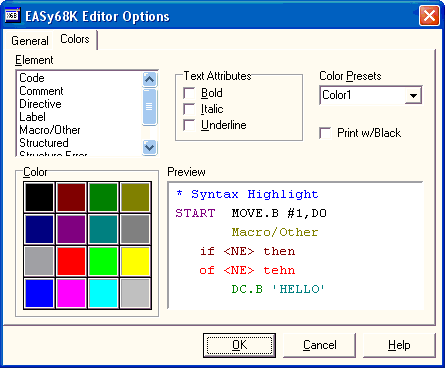 EASy68K Editor Options
General
Colors
Element
Code
Comment
Directive
Label
Macro/Other
Structured
Structure Error
Text Attributes
Bold
Italic
Underline
Color Presets
Color1
Print w/Black
Color
Preview
* Syntax Highlight
START MOVE.B #1,D0
Macro/Other
if <NE> then
of <NE> tehn
DC.B 'HELLO'
OK
Cancel
Help